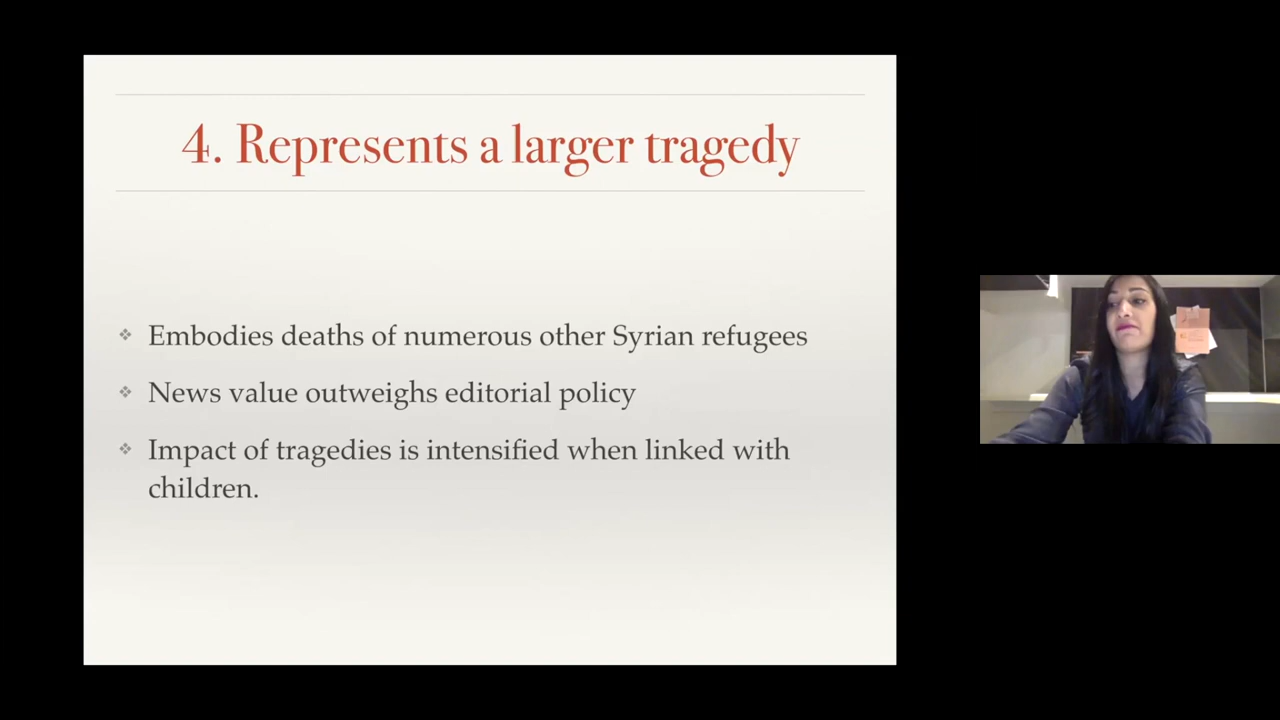 4. Represents a larger tragedy
Embodies deaths of numerous other Syrian refugees
News value outweighs editorial policy
Impact of tragedies is intensified when linked with
children.